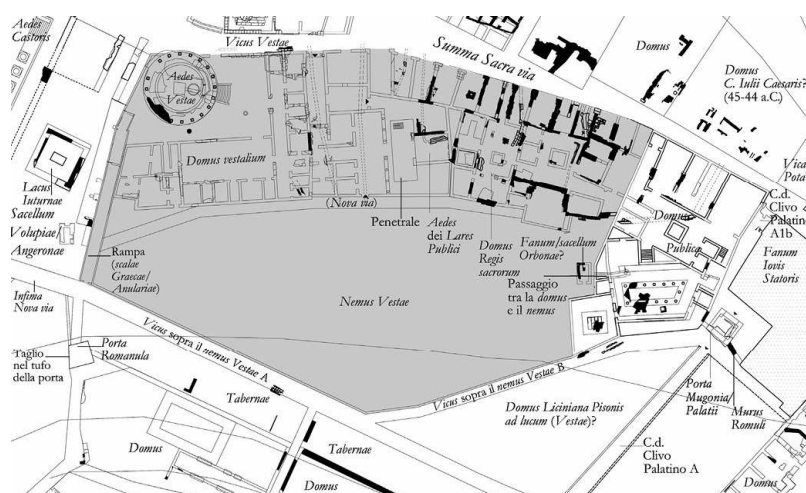 Aedes
Castoris
Vicus Vestae
Summa Sacra via
Domus
Domus
C. Iulii Caesaris?
(45-44 a.C.)
Aedes
Vestae
Domus vestalium
Vica
Pota
C.d.
Clivo
Palatino
A1b
Lacus
Iuturnae
Sacellum
Volupiae/
Angeronae
(Nova via)
Penetrale
Aedes
dei Lares
Publici
Domus
Regis
sacrorum
Fanum/sacellum
Orbonae?
Domus
Publica
Fanum
Iovis
Statoris
Rampa
(scalae
Graecae/
Anulariae)
Passaggio
tra la domus
e il nemus
Nemus Vestae
Infima
Nova via
Porta
Romanula
Taglio
nel tufo
della porta
Vicus sopra il nemus Vestae A
Vicus sopra il nemus Vestae B
Porta
Mugonia/
Palatii
Murus
Romuli
Tabernae
Domus Liciniana Pisonis
ad lucum (Vestae)?
Domus
Tabernae
C.d.
Clivo
Palatino A
Domus
Domus